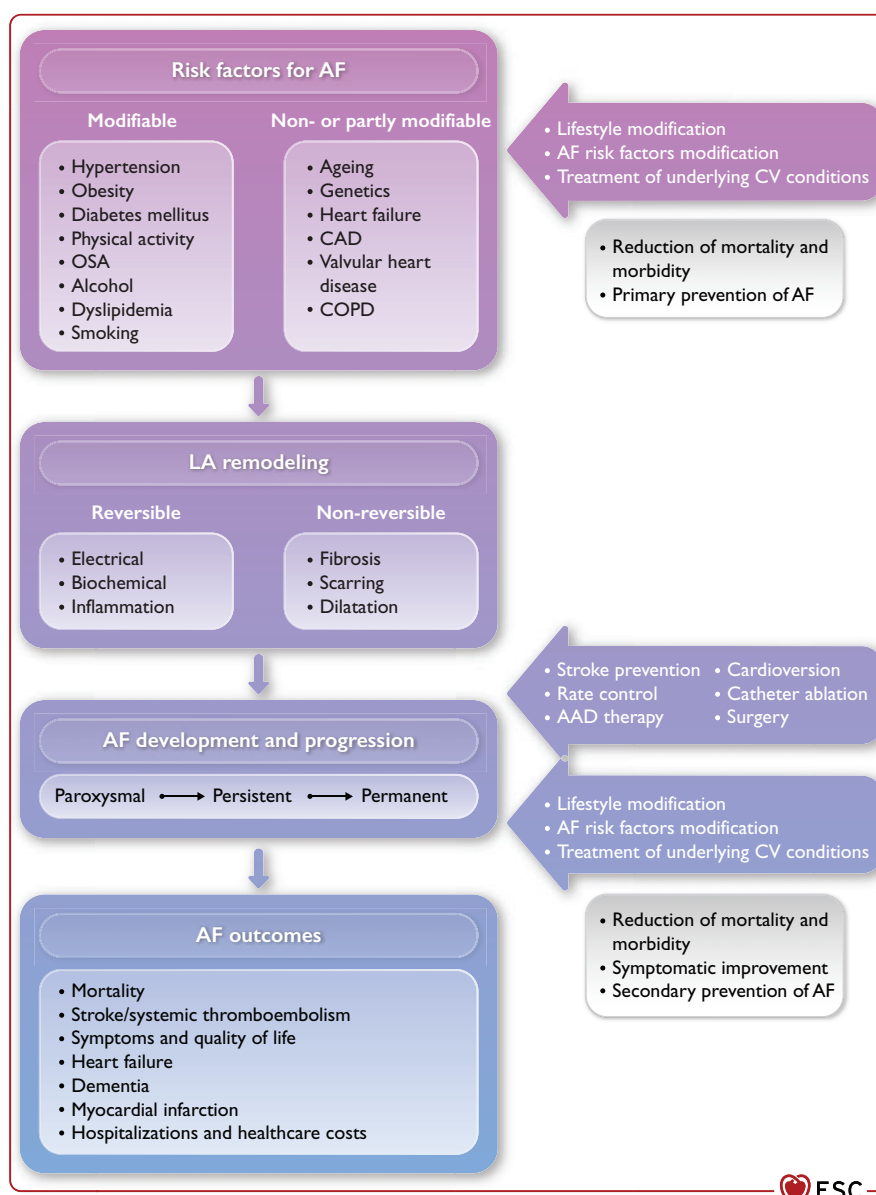 Risk factors for AF
Modifiable
• Hypertension
• Obesity
• Diabetes mellitus
• Physical activity
• OSA
• Alcohol
• Dyslipidemia
• Smoking
Non- or partly modifiable
• Ageing
• Genetics
• Heart failure
• CAD
• Valvular heart
disease
• COPD
• Lifestyle modification
• AF risk factors modification
• Treatment of underlying CV conditions
• Reduction of mortality and
morbidity
• Primary prevention of AF
LA remodeling
Reversible
• Electrical
• Biochemical
• Inflammation
Non-reversible
• Fibrosis
• Scarring
• Dilatation
• Stroke prevention
• Rate control
• AAD therapy
• Cardioversion
• Catheter ablation
• Surgery
AF development and progression
Paroxysmal → Persistent → Permanent
• Lifestyle modification
• AF risk factors modification
• Treatment of underlying CV conditions
• Reduction of mortality and
morbidity
• Symptomatic improvement
• Secondary prevention of AF
AF outcomes
• Mortality
• Stroke/systemic thromboembolism
• Symptoms and quality of life
• Heart failure
• Dementia
• Myocardial infarction
• Hospitalizations and healthcare costs
ESC